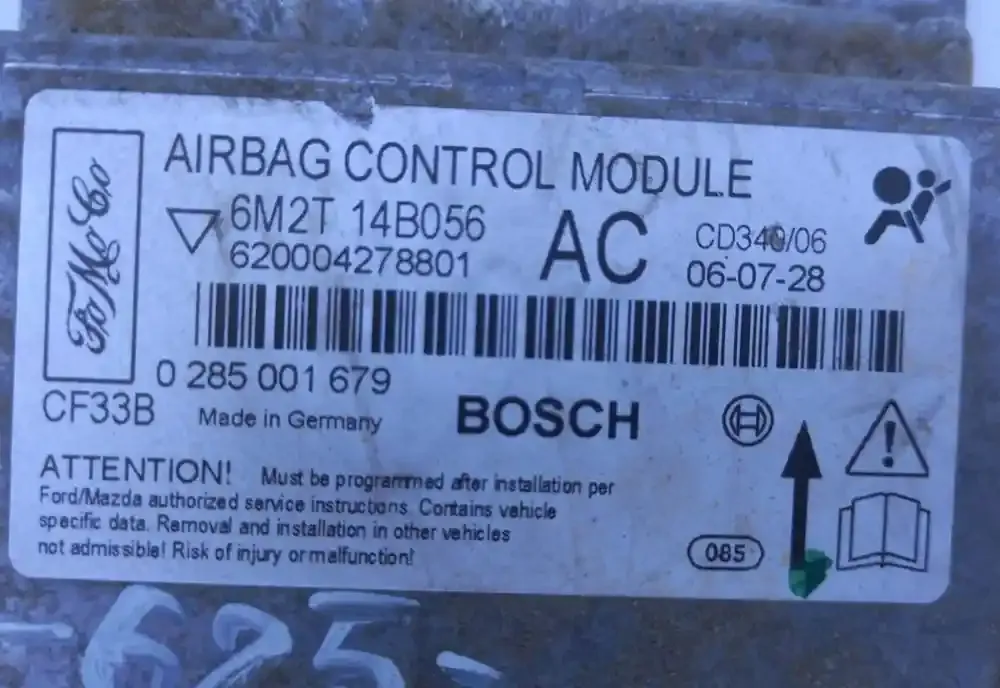 FoMoCo
AIRBAG CONTROL MODULE
6M2T 14B056 AC CD340/06
620004278801 06-07-28
0 285 001 679
CF33B Made in Germany BOSCH
ATTENTION! Must be programmed after installation per
Ford/Mazda authorized service instructions. Contains vehicle
specific data. Removal and installation in other vehicles
not admissible! Risk of injury or malfunction!
085
-695-